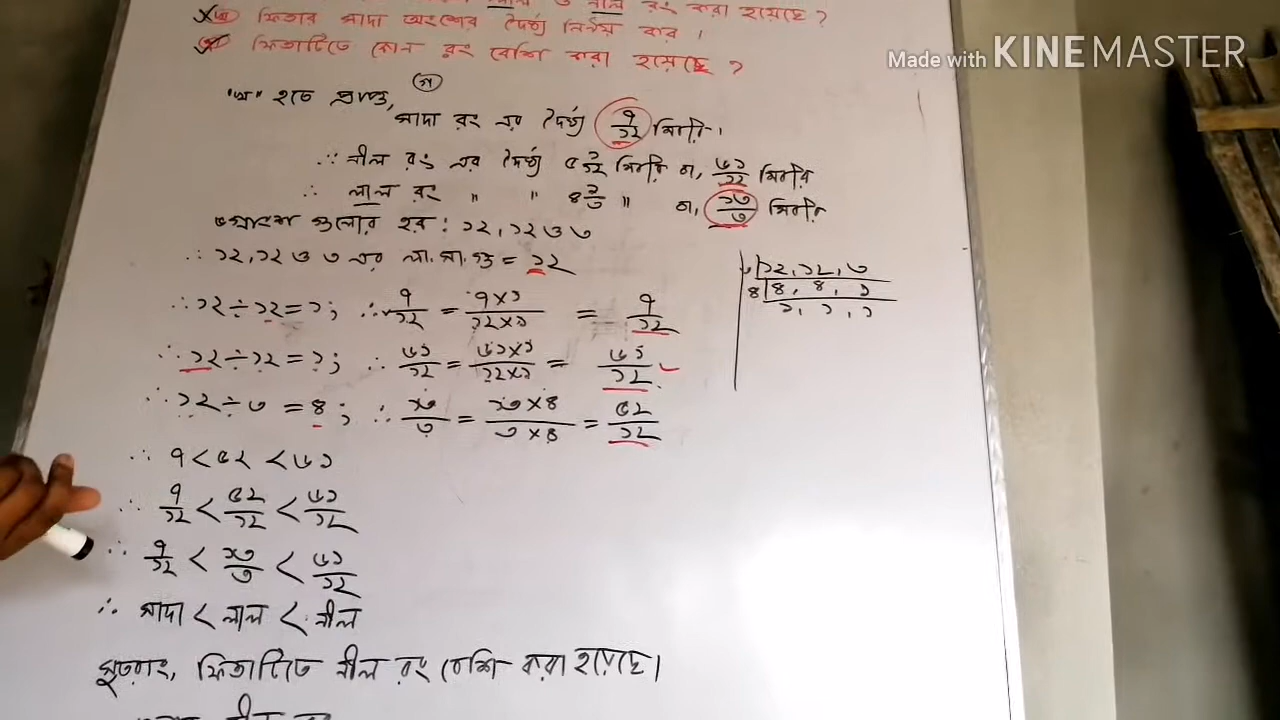 ও নীল রং করা হয়েছে?
ফিতার সাদা অংশের দৈর্ঘ্য নির্ণয় কর।
ফিতাটিতে কোন রং বেশি করা হয়েছে?
Made with KINEMASTER
গ
"খ" হতে প্রাপ্ত,
সাদা রং এর দৈর্ঘ্য ৭/১২ মিটার।
∴ নীল রং এর দৈর্ঘ্য ৫ ১/১২ মিটার বা, ৬১/১২ মিটার
∴ লাল রং " " ৪ ১/৩ " বা, ১৩/৩ মিটার
ভগ্নাংশ গুলোর হর: ১২, ১২ ও ৩
∴ ১২, ১২ ও ৩ এর ল.সা.গু = ১২
৩ | ১২, ১২, ৩
৪ | ৪, ৪, ১
১, ১, ১
∴ ১২ ÷ ১২ = ১; ∴ ৭/১২ = ৭×১/১২×১ = ৭/১২
∴ ১২ ÷ ১২ = ১; ∴ ৬১/১২ = ৬১×১/১২×১ = ৬১/১২
∴ ১২ ÷ ৩ = ৪; ∴ ১৩/৩ = ১৩×৪/৩×৪ = ৫২/১২
∴ ৭ < ৫২ < ৬১
∴ ৭/১২ < ৫২/১২ < ৬১/১২
∴ ৭/১২ < ১৩/৩ < ৬১/১২
∴ সাদা < লাল < নীল
সুতরাং, ফিতাটিতে নীল রং বেশি করা হয়েছে।